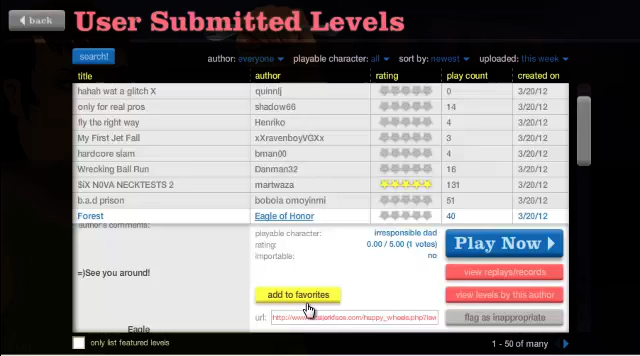 back
User Submitted Levels
search!
author: everyone playable character: all sort by: newest uploaded: this week
title author rating play count created on
hahah wat a glitch X quinnlj 0 3/20/12
only for real pros shadow66 14 3/20/12
fly the right way Henriko 4 3/20/12
My First Jet Fall xXravenboyVGXx 3 3/20/12
hardcore slam bman00 4 3/20/12
Wrecking Ball Run Danman32 16 3/20/12
SiX N0VA NECKTESTS 2 martwaza 131 3/20/12
b.a.d prison bobola omoyinmi 51 3/20/12
Forest Eagle of Honor 40 3/20/12
author's comments:
=)See you around!
Eagle
playable character: irresponsible dad
rating: 0.00 / 5.00 (1 votes)
importable: no
add to favorites
url:
Play Now
view replays/records
view levels by this author
flag as inappropriate
only list featured levels
1 - 50 of many